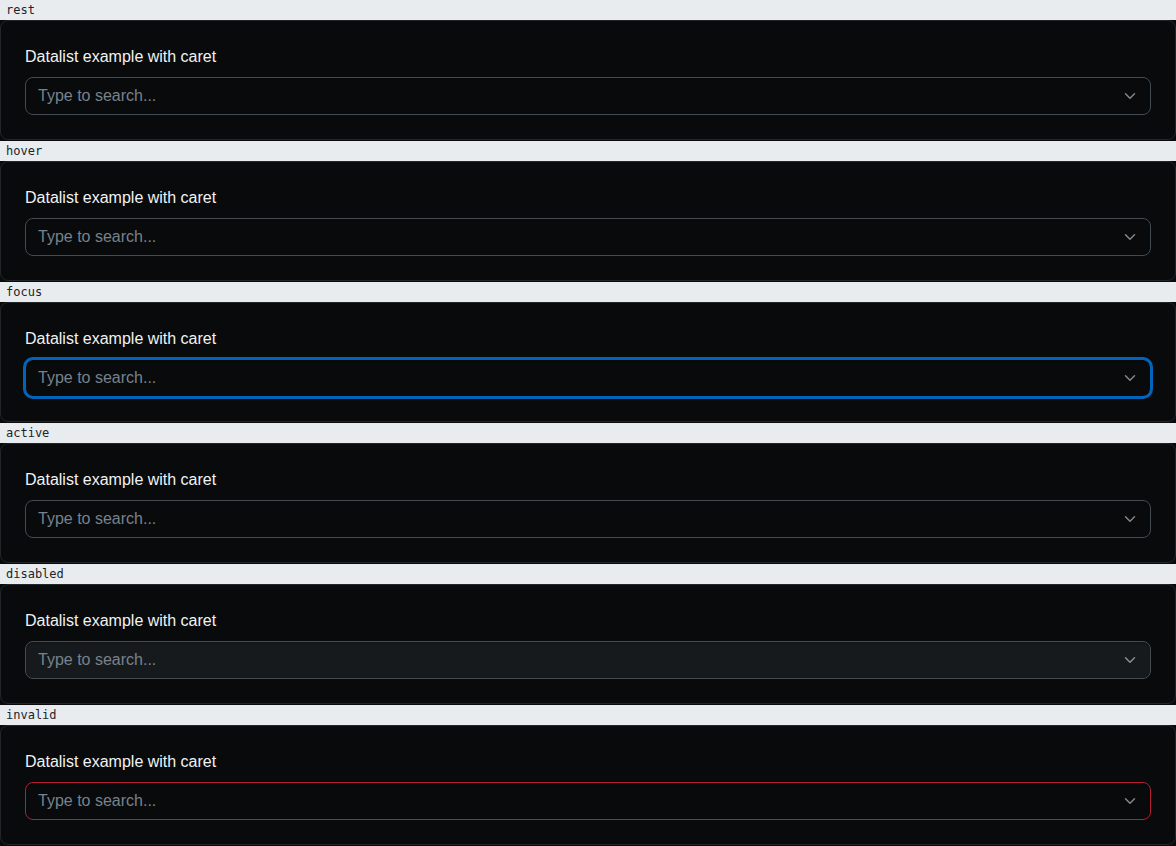 rest
Datalist example with caret
Type to search...
hover
Datalist example with caret
Type to search...
focus
Datalist example with caret
Type to search...
active
Datalist example with caret
Type to search...
disabled
Datalist example with caret
Type to search...
invalid
Datalist example with caret
Type to search...